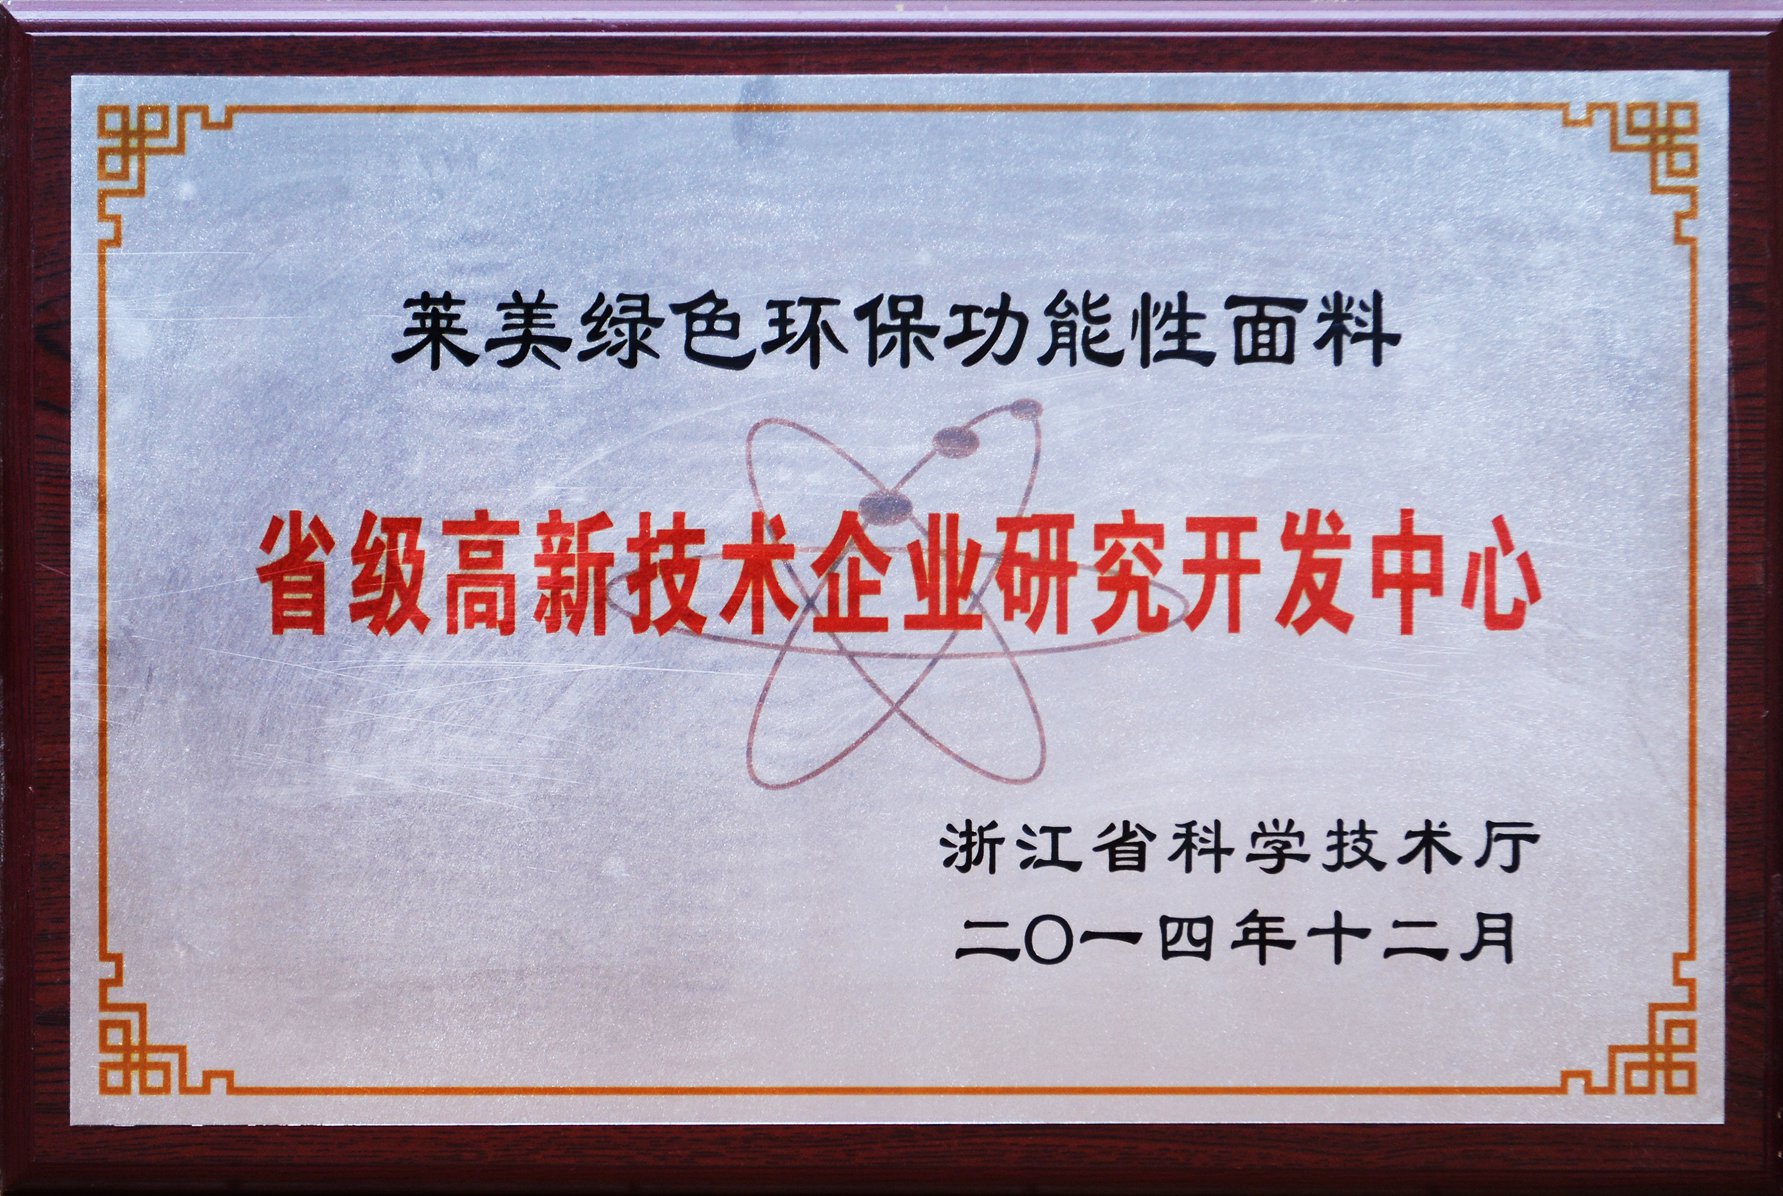 莱美绿色环保功能性面料
省级高新技术企业研究开发中心
浙江省科学技术厅
二〇一四年十二月